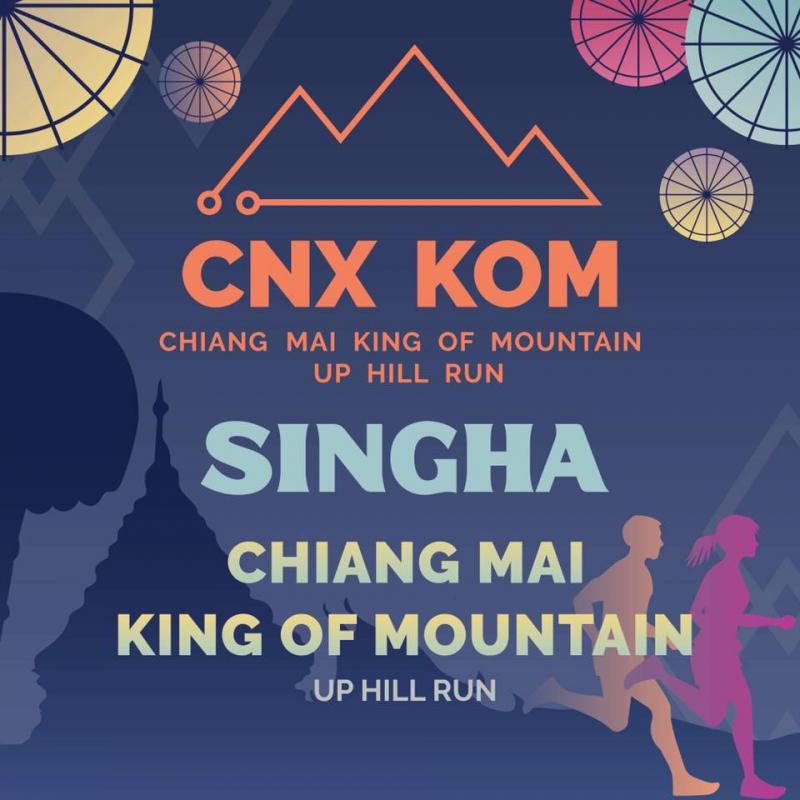 CNX KOM
CHIANG MAI KING OF MOUNTAIN
UP HILL RUN
SINGHA
CHIANG MAI
KING OF MOUNTAIN
UP HILL RUN